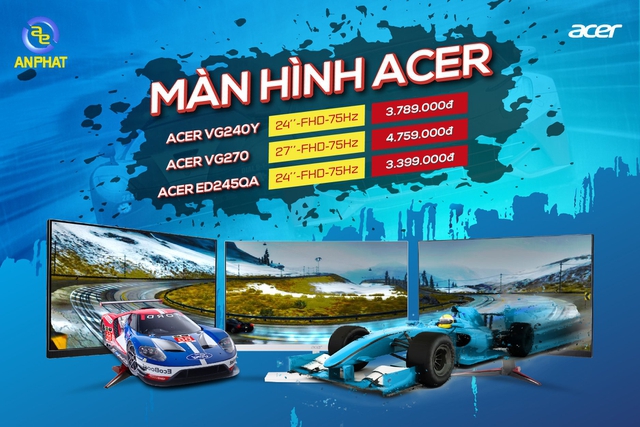 ae
ANPHAT
acer
MÀN HÌNH ACER
ACER VG240Y 24''-FHD-75Hz 3.789.000đ
ACER VG270 27''-FHD-75Hz 4.759.000đ
ACER ED245QA 24''-FHD-75Hz 3.399.000đ